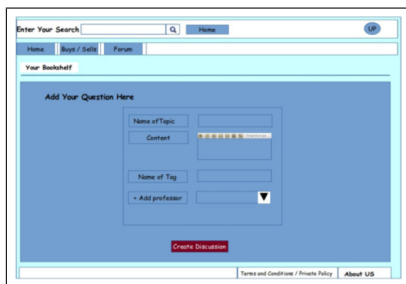 Enter Your Search
Home
UP
Home
Buys / Sells
Forum
Your Bookshelf
Add Your Question Here
Name of Topic
Content
Name of Tag
+ Add professor
Create Discussion
Terms and Conditions / Private Policy
About US